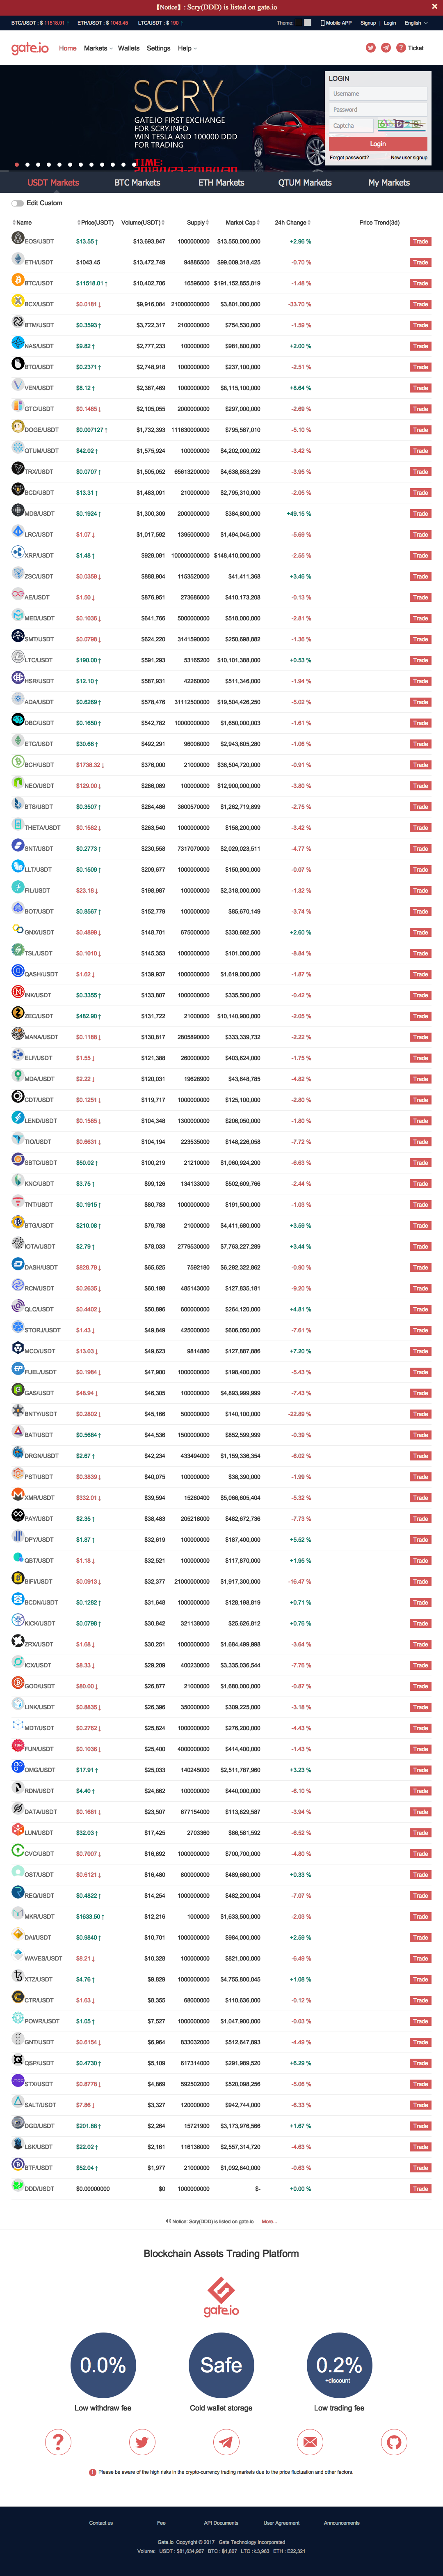 【Notice】: Scry(DDD) is listed on gate.io
BTC/USDT : $ 11518.01 ↑ ETH/USDT : $ 1043.45 LTC/USDT : $ 190 ↑ Theme: Mobile APP Signup | Login English
gate.io Home Markets Wallets Settings Help Ticket
SCRY
GATE.IO FIRST EXCHANGE
FOR SCRY.INFO
WIN TESLA AND 100000 DDD
FOR TRADING
TIME:
LOGIN
Username
Password
Captcha
Login
Forgot password? New user signup
USDT Markets BTC Markets ETH Markets QTUM Markets My Markets
Edit Custom
Name Price(USDT) Volume(USDT) Supply Market Cap 24h Change Price Trend(3d)
EOS/USDT $13.55 ↑ $13,693,847 1000000000 $13,550,000,000 +2.96 % Trade
ETH/USDT $1043.45 $13,472,749 94886500 $99,009,318,425 -0.70 % Trade
BTC/USDT $11518.01 ↑ $10,402,706 16596000 $191,152,855,819 -1.48 % Trade
BCX/USDT $0.0181 ↓ $9,916,084 210000000000 $3,801,000,000 -33.70 % Trade
BTM/USDT $0.3593 ↑ $3,722,317 2100000000 $754,530,000 -1.59 % Trade
NAS/USDT $9.82 ↑ $2,777,233 100000000 $981,800,000 +2.00 % Trade
BTO/USDT $0.2371 ↑ $2,748,918 1000000000 $237,100,000 -2.51 % Trade
VEN/USDT $8.12 ↑ $2,387,469 1000000000 $8,115,100,000 +8.64 % Trade
GTC/USDT $0.1485 ↓ $2,105,055 2000000000 $297,000,000 -2.69 % Trade
DOGE/USDT $0.007127 ↑ $1,732,393 111630000000 $795,587,010 -5.10 % Trade
QTUM/USDT $42.02 ↑ $1,575,924 100000000 $4,202,000,092 -3.42 % Trade
TRX/USDT $0.0707 ↑ $1,505,052 65613200000 $4,638,853,239 -3.95 % Trade
BCD/USDT $13.31 ↑ $1,483,091 210000000 $2,795,310,000 -2.05 % Trade
MDS/USDT $0.1924 ↑ $1,300,309 2000000000 $384,800,000 +49.15 % Trade
LRC/USDT $1.07 ↓ $1,017,592 1395000000 $1,494,045,000 -5.69 % Trade
XRP/USDT $1.48 ↑ $929,091 100000000000 $148,410,000,000 -2.55 % Trade
ZSC/USDT $0.0359 ↓ $888,904 1153520000 $41,411,368 +3.46 % Trade
AE/USDT $1.50 ↓ $876,951 273686000 $410,173,208 -0.13 % Trade
MED/USDT $0.1036 ↓ $641,766 5000000000 $518,000,000 -2.81 % Trade
SMT/USDT $0.0798 ↓ $624,220 3141590000 $250,698,882 -1.36 % Trade
LTC/USDT $190.00 ↑ $591,293 53165200 $10,101,388,000 +0.53 % Trade
HSR/USDT $12.10 ↑ $587,931 42260000 $511,346,000 -1.94 % Trade
ADA/USDT $0.6269 ↑ $578,476 31112500000 $19,504,426,250 -5.02 % Trade
DBC/USDT $0.1650 ↑ $542,782 10000000000 $1,650,000,003 -1.61 % Trade
ETC/USDT $30.66 ↑ $492,291 96008000 $2,943,605,280 -1.06 % Trade
BCH/USDT $1738.32 ↓ $376,000 21000000 $36,504,720,000 -0.91 % Trade
NEO/USDT $129.00 ↓ $286,089 100000000 $12,900,000,000 -3.80 % Trade
BTS/USDT $0.3507 ↑ $284,486 3600570000 $1,262,719,899 -2.75 % Trade
THETA/USDT $0.1582 ↓ $263,540 1000000000 $158,200,000 -3.42 % Trade
SNT/USDT $0.2773 ↑ $230,558 7317070000 $2,029,023,511 -4.77 % Trade
LLT/USDT $0.1509 ↑ $209,677 1000000000 $150,900,000 -0.07 % Trade
FIL/USDT $23.18 ↓ $198,987 100000000 $2,318,000,000 -1.32 % Trade
BOT/USDT $0.8567 ↑ $152,779 100000000 $85,670,149 -3.74 % Trade
GNX/USDT $0.4899 ↓ $148,701 675000000 $330,682,500 +2.60 % Trade
TSL/USDT $0.1010 ↓ $145,353 1000000000 $101,000,000 -8.84 % Trade
QASH/USDT $1.62 ↓ $139,937 1000000000 $1,619,000,000 -1.87 % Trade
INK/USDT $0.3355 ↑ $133,807 1000000000 $335,500,000 -0.42 % Trade
ZEC/USDT $482.90 ↑ $131,722 21000000 $10,140,900,000 -2.05 % Trade
MANA/USDT $0.1188 ↓ $130,817 2805890000 $333,339,732 -2.22 % Trade
ELF/USDT $1.55 ↓ $121,388 260000000 $403,624,000 -1.75 % Trade
MDA/USDT $2.22 ↓ $120,031 19628900 $43,648,785 -4.82 % Trade
CDT/USDT $0.1251 ↓ $119,717 1000000000 $125,100,000 -2.80 % Trade
LEND/USDT $0.1585 ↓ $104,348 1300000000 $206,050,000 -1.80 % Trade
TIO/USDT $0.6631 ↓ $104,194 223535000 $148,226,058 -7.72 % Trade
SBTC/USDT $50.02 ↑ $100,219 21210000 $1,060,924,200 -6.63 % Trade
KNC/USDT $3.75 ↑ $99,126 134133000 $502,609,766 -2.44 % Trade
TNT/USDT $0.1915 ↑ $80,783 1000000000 $191,500,000 -1.03 % Trade
BTG/USDT $210.08 ↑ $79,788 21000000 $4,411,680,000 +3.59 % Trade
IOTA/USDT $2.79 ↑ $78,033 2779530000 $7,763,227,289 +3.44 % Trade
DASH/USDT $828.79 ↓ $65,625 7592180 $6,292,322,862 -0.90 % Trade
RCN/USDT $0.2635 ↓ $60,198 485143000 $127,835,181 -9.20 % Trade
QLC/USDT $0.4402 ↓ $50,896 600000000 $264,120,000 +4.81 % Trade
STORJ/USDT $1.43 ↓ $49,849 425000000 $606,050,000 -7.61 % Trade
MCO/USDT $13.03 ↓ $49,623 9814880 $127,887,886 +7.20 % Trade
FUEL/USDT $0.1984 ↓ $47,900 1000000000 $198,400,000 -5.43 % Trade
GAS/USDT $48.94 ↓ $46,305 100000000 $4,893,999,999 -7.43 % Trade
BNTY/USDT $0.2802 ↓ $45,166 500000000 $140,100,000 -22.89 % Trade
BAT/USDT $0.5684 ↑ $44,536 1500000000 $852,599,999 -0.39 % Trade
DRGN/USDT $2.67 ↑ $42,234 433494000 $1,159,336,354 -6.02 % Trade
PST/USDT $0.3839 ↓ $40,075 100000000 $38,390,000 -1.99 % Trade
XMR/USDT $332.01 ↓ $39,594 15260400 $5,066,605,404 -5.32 % Trade
PAY/USDT $2.35 ↑ $38,483 205218000 $482,672,736 -7.73 % Trade
DPY/USDT $1.87 ↑ $32,619 100000000 $187,400,000 +5.52 % Trade
QBT/USDT $1.18 ↓ $32,521 100000000 $117,870,000 +1.95 % Trade
BIFI/USDT $0.0913 ↓ $32,377 21000000000 $1,917,300,000 -16.47 % Trade
BCDN/USDT $0.1282 ↑ $31,648 1000000000 $128,198,819 +0.71 % Trade
KICK/USDT $0.0798 ↑ $30,842 321138000 $25,626,812 +0.76 % Trade
ZRX/USDT $1.68 ↓ $30,251 1000000000 $1,684,499,998 -3.64 % Trade
ICX/USDT $8.33 ↓ $29,209 400230000 $3,335,036,544 -7.76 % Trade
GOD/USDT $80.00 ↓ $26,877 21000000 $1,680,000,000 -0.87 % Trade
LINK/USDT $0.8835 ↓ $26,396 350000000 $309,225,000 -3.18 % Trade
MDT/USDT $0.2762 ↓ $25,824 1000000000 $276,200,000 -4.43 % Trade
FUN/USDT $0.1036 ↓ $25,400 4000000000 $414,400,000 -1.43 % Trade
OMG/USDT $17.91 ↑ $25,033 140245000 $2,511,787,960 +3.23 % Trade
RDN/USDT $4.40 ↑ $24,862 100000000 $440,000,000 -6.10 % Trade
DATA/USDT $0.1681 ↓ $23,507 677154000 $113,829,587 -3.94 % Trade
LUN/USDT $32.03 ↑ $17,425 2703360 $86,581,592 -6.52 % Trade
CVC/USDT $0.7007 ↓ $16,892 1000000000 $700,700,000 -4.80 % Trade
OST/USDT $0.6121 ↓ $16,480 800000000 $489,680,000 +0.33 % Trade
REQ/USDT $0.4822 ↑ $14,254 1000000000 $482,200,004 -7.07 % Trade
MKR/USDT $1633.50 ↑ $12,216 1000000 $1,633,500,000 -2.03 % Trade
DAI/USDT $0.9840 ↑ $10,701 1000000000 $984,000,000 +2.59 % Trade
WAVES/USDT $8.21 ↓ $10,328 100000000 $821,000,000 -6.49 % Trade
XTZ/USDT $4.76 ↑ $9,829 1000000000 $4,755,800,045 +1.08 % Trade
CTR/USDT $1.63 ↓ $8,355 68000000 $110,636,000 -0.12 % Trade
POWR/USDT $1.05 ↑ $7,527 1000000000 $1,047,900,000 -0.03 % Trade
GNT/USDT $0.6154 ↓ $6,964 833032000 $512,647,893 -4.49 % Trade
QSP/USDT $0.4730 ↑ $5,109 617314000 $291,989,520 +6.29 % Trade
STX/USDT $0.8778 ↓ $4,869 592502000 $520,098,256 -5.06 % Trade
SALT/USDT $7.86 ↓ $3,327 120000000 $942,744,000 -6.33 % Trade
DGD/USDT $201.88 ↑ $2,264 15721900 $3,173,976,566 +1.67 % Trade
LSK/USDT $22.02 ↑ $2,161 116136000 $2,557,314,720 -4.63 % Trade
BTF/USDT $52.04 ↑ $1,977 21000000 $1,092,840,000 -0.63 % Trade
DDD/USDT $0.00000000 $0 1000000000 $- +0.00 % Trade
Notice: Scry(DDD) is listed on gate.io More...
Blockchain Assets Trading Platform
gate.io
0.0% Safe 0.2%
+discount
Low withdraw fee Cold wallet storage Low trading fee
Please be aware of the high risks in the crypto-currency trading markets due to the price fluctuation and other factors.
Contact us Fee API Documents User Agreement Announcements
Gate.io Copyright © 2017 Gate Technology Incorporated
Volume: USDT : $61,634,967 BTC : ₿1,607 LTC : Ł3,963 ETH : E22,321